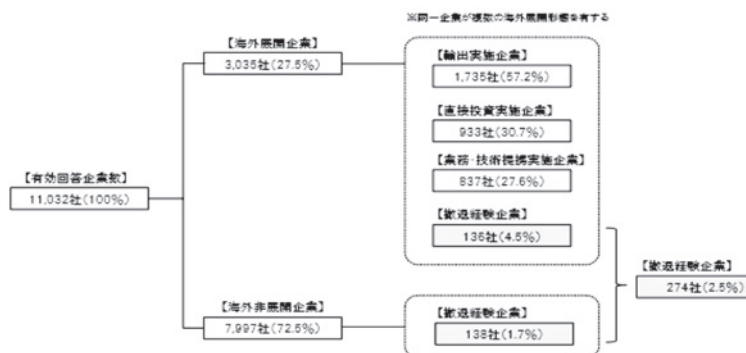 ※同一企業が複数の海外展開形態を有する
【海外展開企業】
3,035社(27.5%)
【輸出実施企業】
1,735社(57.2%)
【直接投資実施企業】
933社(30.7%)
【業務・技術提携実施企業】
837社(27.6%)
【撤退経験企業】
136社(4.5%)
【有効回答企業数】
11,032社(100%)
【海外非展開企業】
7,997社(72.5%)
【撤退経験企業】
138社(1.7%)
【撤退経験企業】
274社(2.5%)